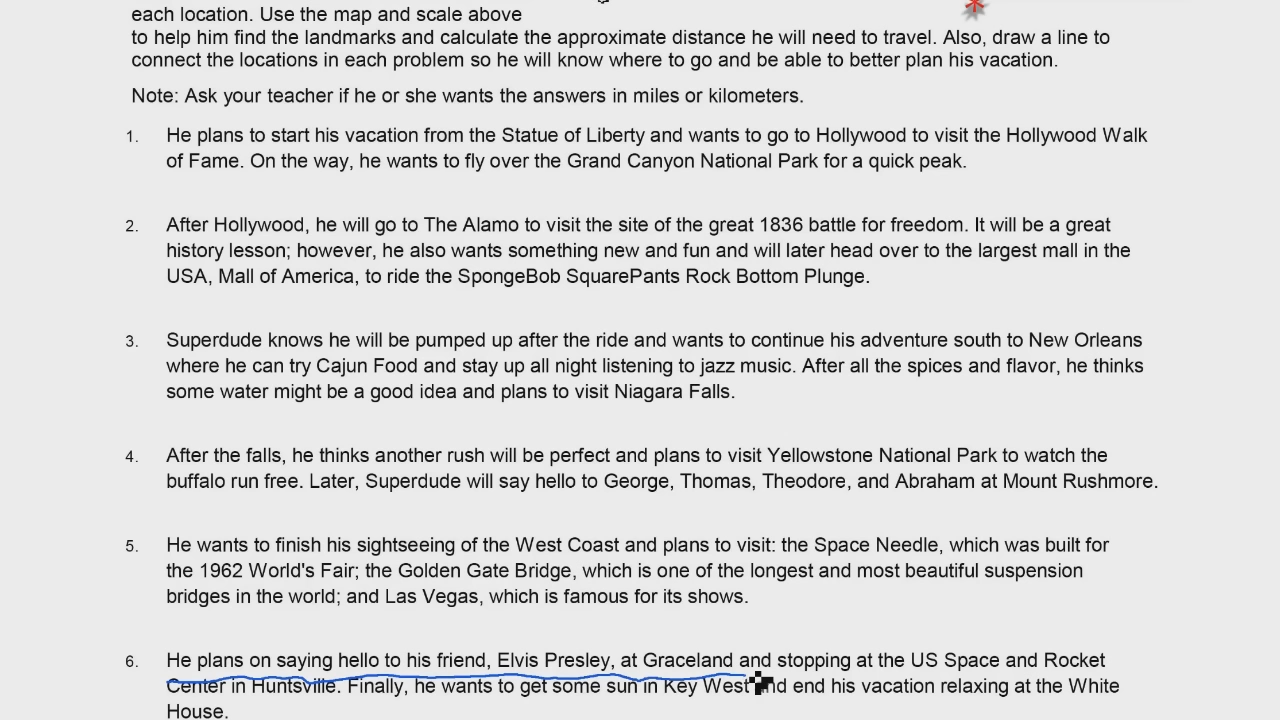 each location. Use the map and scale above
to help him find the landmarks and calculate the approximate distance he will need to travel. Also, draw a line to
connect the locations in each problem so he will know where to go and be able to better plan his vacation.
Note: Ask your teacher if he or she wants the answers in miles or kilometers.
1. He plans to start his vacation from the Statue of Liberty and wants to go to Hollywood to visit the Hollywood Walk
of Fame. On the way, he wants to fly over the Grand Canyon National Park for a quick peak.
2. After Hollywood, he will go to The Alamo to visit the site of the great 1836 battle for freedom. It will be a great
history lesson; however, he also wants something new and fun and will later head over to the largest mall in the
USA, Mall of America, to ride the SpongeBob SquarePants Rock Bottom Plunge.
3. Superdude knows he will be pumped up after the ride and wants to continue his adventure south to New Orleans
where he can try Cajun Food and stay up all night listening to jazz music. After all the spices and flavor, he thinks
some water might be a good idea and plans to visit Niagara Falls.
4. After the falls, he thinks another rush will be perfect and plans to visit Yellowstone National Park to watch the
buffalo run free. Later, Superdude will say hello to George, Thomas, Theodore, and Abraham at Mount Rushmore.
5. He wants to finish his sightseeing of the West Coast and plans to visit: the Space Needle, which was built for
the 1962 World's Fair; the Golden Gate Bridge, which is one of the longest and most beautiful suspension
bridges in the world; and Las Vegas, which is famous for its shows.
6. He plans on saying hello to his friend, Elvis Presley, at Graceland and stopping at the US Space and Rocket
Center in Huntsville. Finally, he wants to get some sun in Key West and end his vacation relaxing at the White
House.